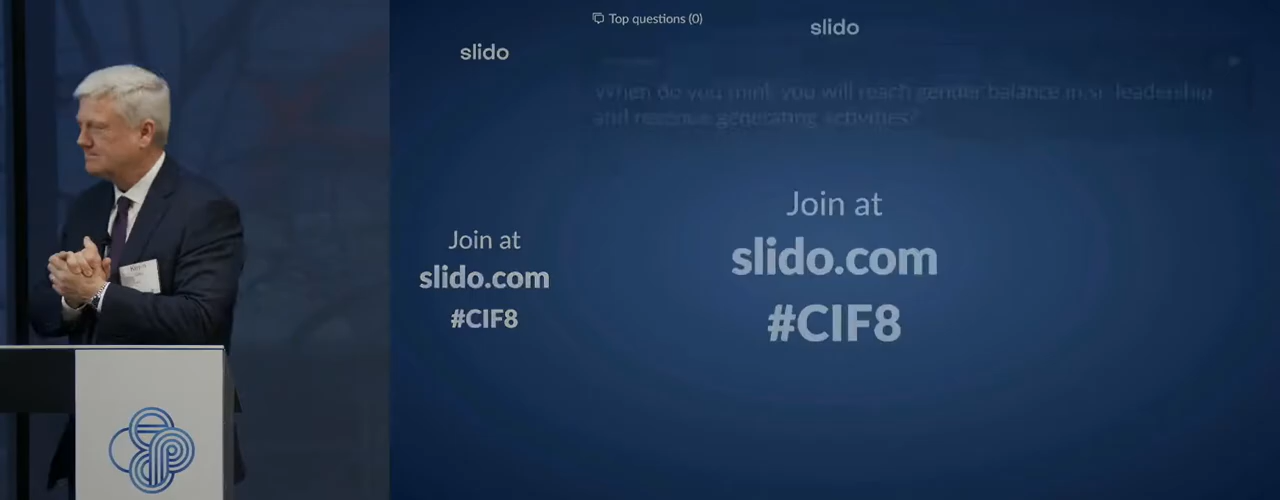 Top questions (0)
slido
slido
When do you think you will reach gender balance in sr. leadership
and revenue generating activities?
Join at
slido.com
#CIF8
Join at
slido.com
#CIF8